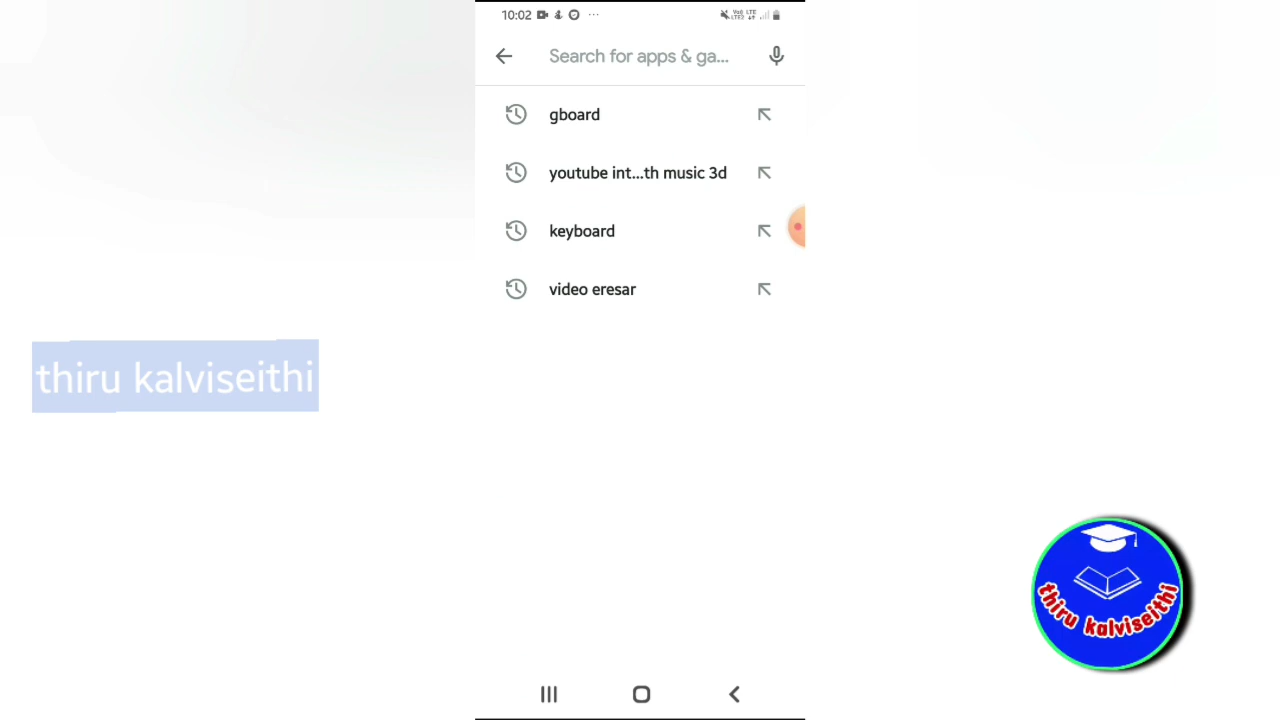 10:02
Search for apps & ga...
gboard
youtube int...th music 3d
keyboard
video eresar
thiru kalviseithi
thiru kalviseithi